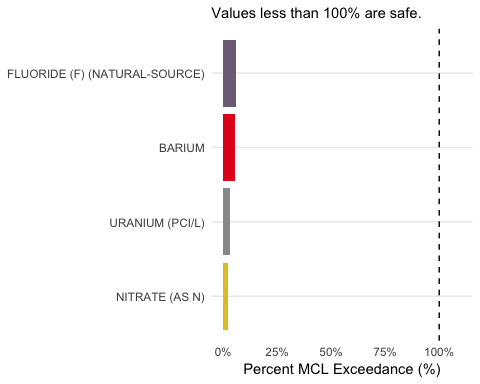 Values less than 100% are safe.
FLUORIDE (F) (NATURAL-SOURCE)
BARIUM
URANIUM (PCI/L)
NITRATE (AS N)
0% 25% 50% 75% 100%
Percent MCL Exceedance (%)